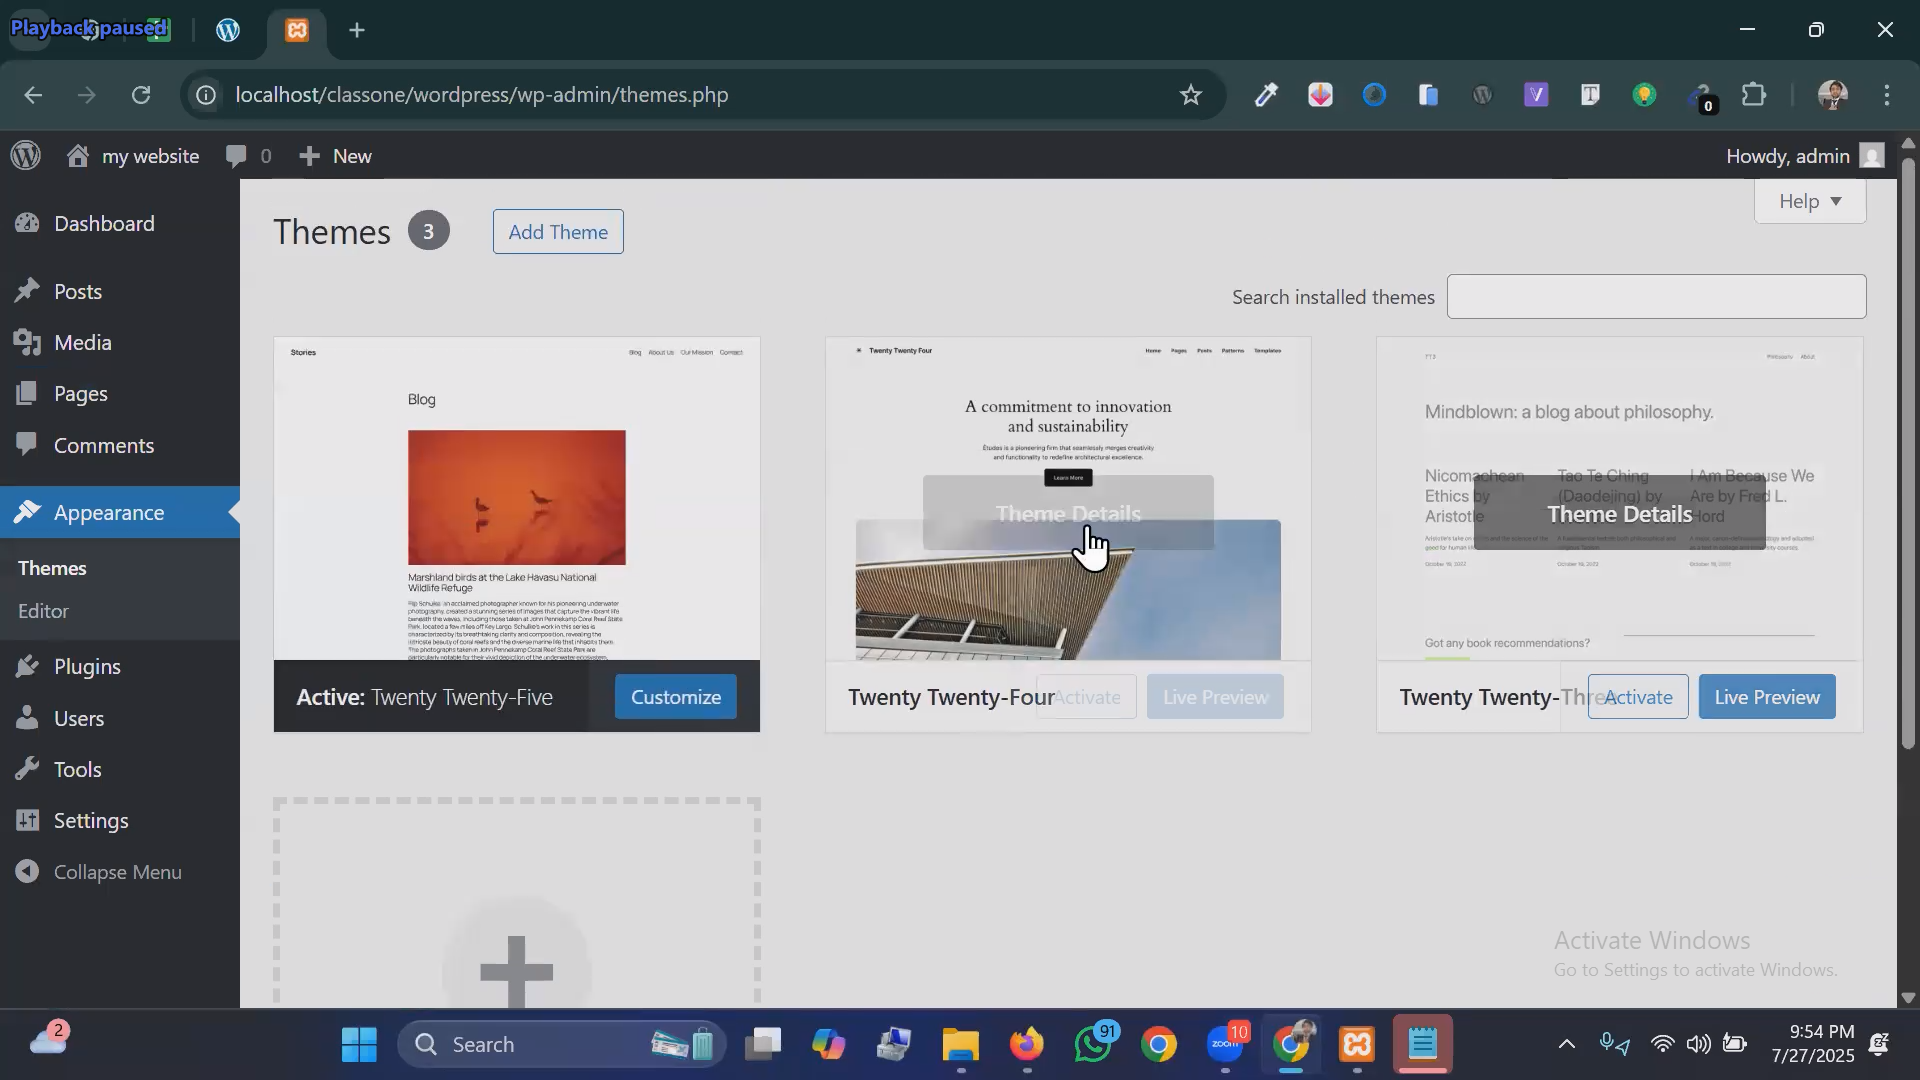 Playback paused
localhost/classone/wordpress/wp-admin/themes.php
0
my website
0
New
Howdy, admin
Dashboard
Posts
Media
Pages
Comments
Appearance
Themes
Editor
Plugins
Users
Tools
Settings
Collapse Menu
Themes 3
Add Theme
Help
Search installed themes
Stories
Blog About Us Our Mission Contact
Blog
Marshland birds at the Lake Havasu National
Wildlife Refuge
Active: Twenty Twenty-Five
Customize
Twenty Twenty Four
Home Pages Posts Patterns Templates
A commitment to innovation
and sustainability
Études is a pioneering firm that seamlessly merges creativity
and functionality to redefine architectural excellence.
Learn More
Theme Details
Twenty Twenty-Four
Activate
Live Preview
Mindblown: a blog about philosophy.
Nicomachean
Ethics by
Aristotle
Tao Te Ching
(Daodejing) by
I Am Because We
Are by Fred L.
Hord
Theme Details
Got any book recommendations?
Twenty Twenty-Three
Activate
Live Preview
Activate Windows
Go to Settings to activate Windows.
2
Search
91
zoom
10
9:54 PM
7/27/2025